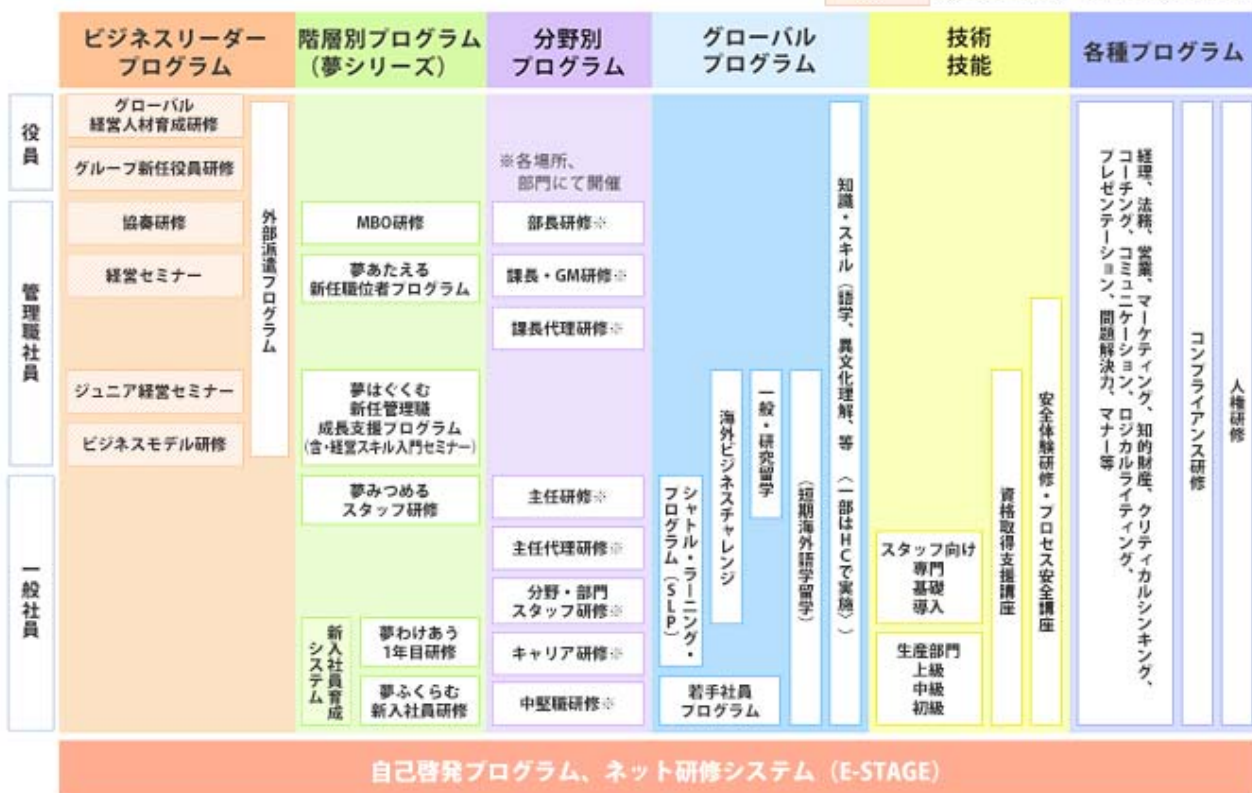 ビジネスリーダー
プログラム
階層別プログラム
（夢シリーズ）
分野別
プログラム
グローバル
プログラム
技術
技能
各種プログラム
役員
管理職社員
一般社員
グローバル
経営人材育成研修
グループ新任役員研修
協奏研修
経営セミナー
ジュニア経営セミナー
ビジネスモデル研修
外部派遣プログラム
MBO研修
夢あたえる
新任職位者プログラム
夢はぐくむ
新任管理職
成長支援プログラム
（含・経営スキル入門セミナー）
夢みつめる
スタッフ研修
新入社員育成
システム
夢わけあう
1年目研修
夢ふくらむ
新入社員研修
※各場所、
部門にて開催
部長研修※
課長・GM研修※
課長代理研修※
主任研修※
主任代理研修※
分野・部門
スタッフ研修※
キャリア研修※
中堅職研修※
シャトル・ラーニング・
プログラム（SLP）
海外ビジネスチャレンジ
一般・研究留学
（短期海外語学留学）
知識・スキル（語学、異文化理解、等 〈一部はHCで実施〉）
若手社員
プログラム
スタッフ向け
専門
基礎
導入
生産部門
上級
中級
初級
資格取得支援講座
安全体験研修・プロセス安全講座
経理、法務、営業、マーケティング、知的財産、クリティカルシンキング、
コーチング、コミュニケーション、ロジカルライティング、
プレゼンテーション、問題解決力、マナー等
コンプライアンス研修
人権研修
自己啓発プログラム、ネット研修システム（E-STAGE）